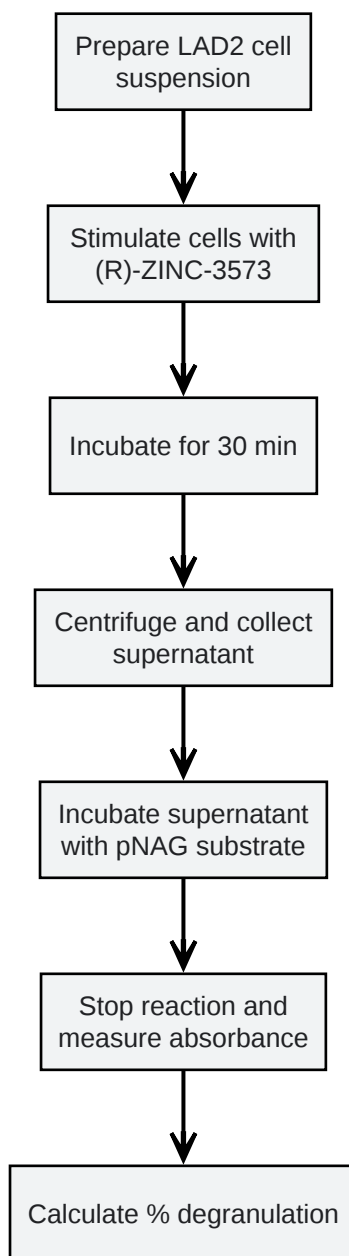 Prepare LAD2 cell
suspension
Stimulate cells with
(R)-ZINC-3573
Incubate for 30 min
Centrifuge and collect
supernatant
Incubate supernatant
with pNAG substrate
Stop reaction and
measure absorbance
Calculate % degranulation